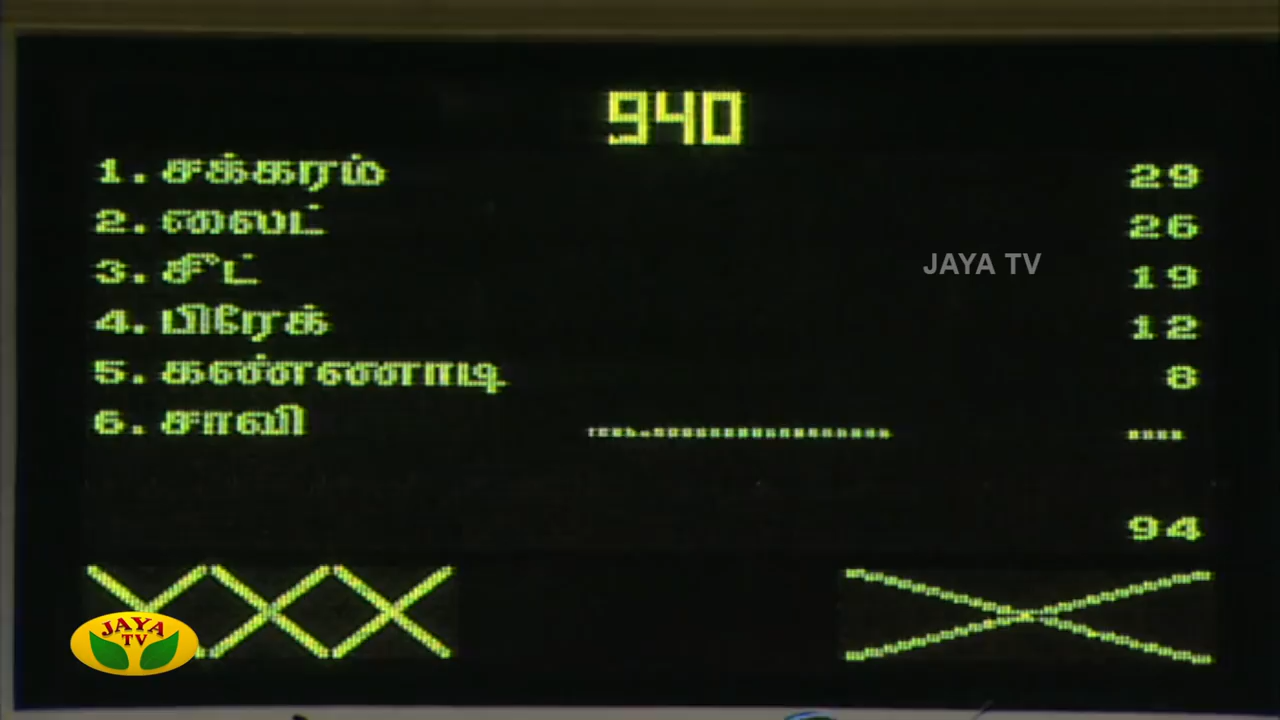 940
1. சக்கரம் 29
2. லைட் 26
JAYA TV
3. சீட் 19
4. பிரேக் 12
5. கண்ணாடி 8
6. சாவி
94
JAYA
TV